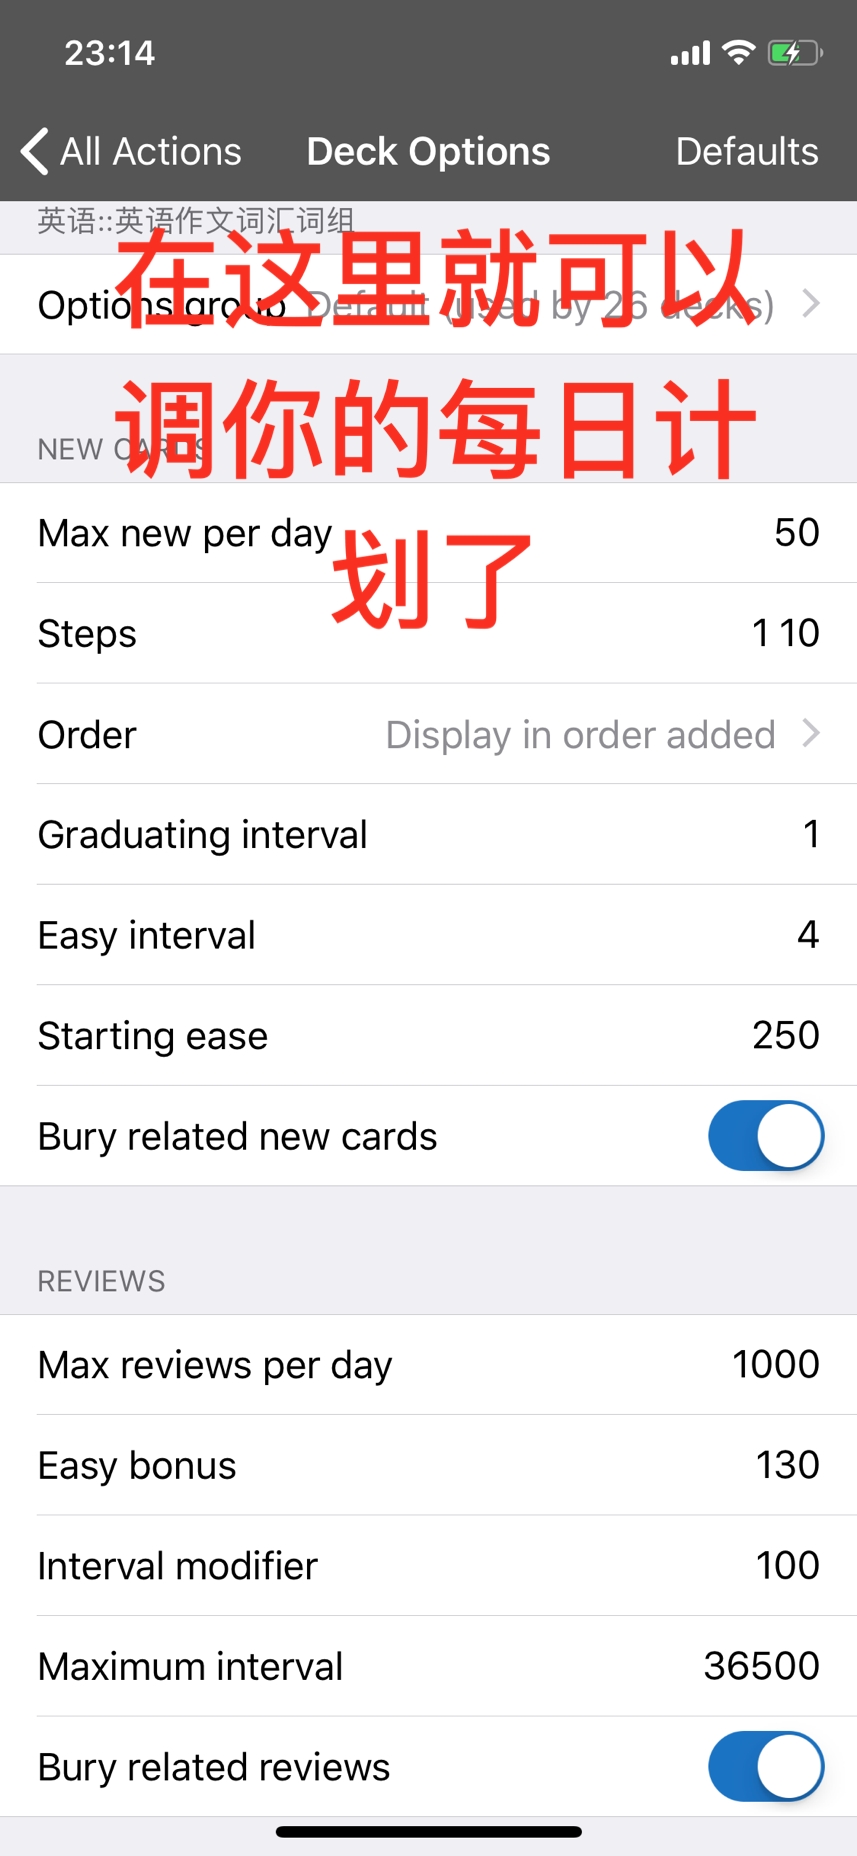 23:14
All Actions
Deck Options
Defaults
英语::英语作文词汇词组
在这里就可以
Options group Default (used by 26 decks)
调你的每日计
NEW CARDS
Max new per day 50
划了
Steps 1 10
Order Display in order added
Graduating interval 1
Easy interval 4
Starting ease 250
Bury related new cards
REVIEWS
Max reviews per day 1000
Easy bonus 130
Interval modifier 100
Maximum interval 36500
Bury related reviews